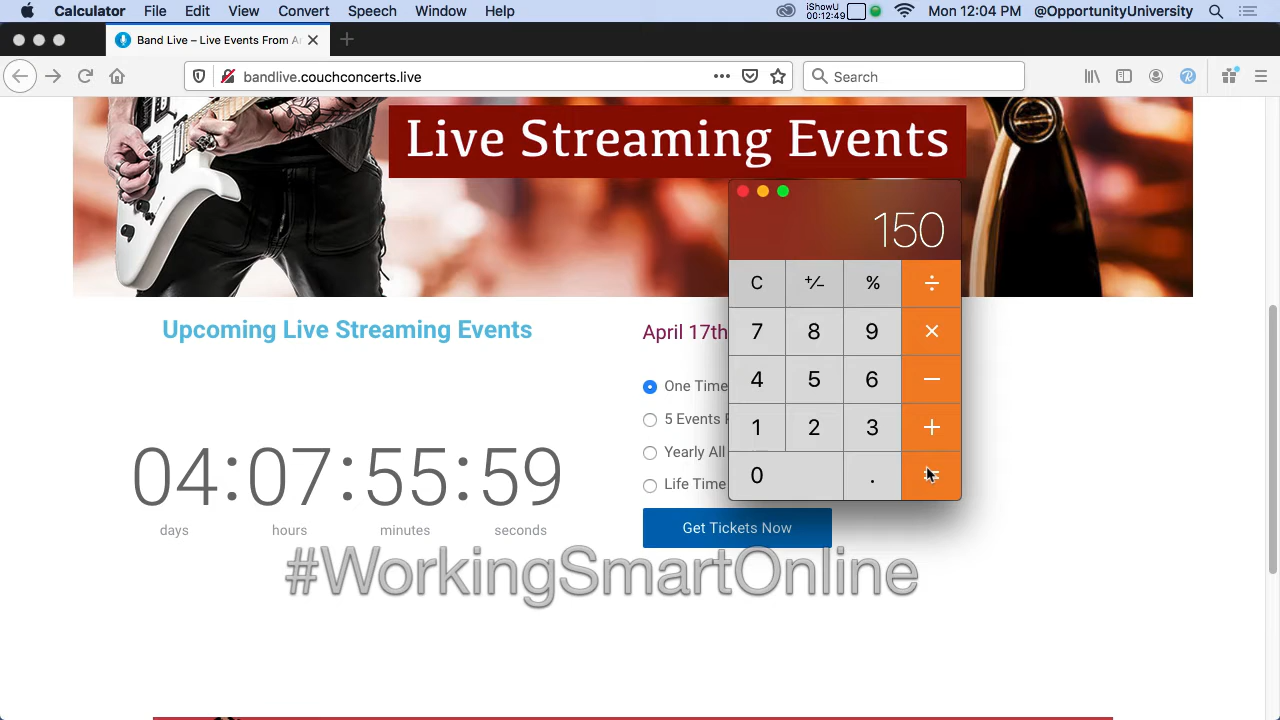 Calculator File Edit View Convert Speech Window Help iShowU 00:12:49 Mon 12:04 PM @OpportunityUniversity
Band Live – Live Events From
bandlive.couchconcerts.live
Search
Live Streaming Events
150
C +/− % ÷
7 8 9 ×
4 5 6 −
1 2 3 +
0 . =
Upcoming Live Streaming Events
04:07:55:59
days hours minutes seconds
April 17th
One Time
5 Events
Yearly All
Life Time
Get Tickets Now
#WorkingSmartOnline